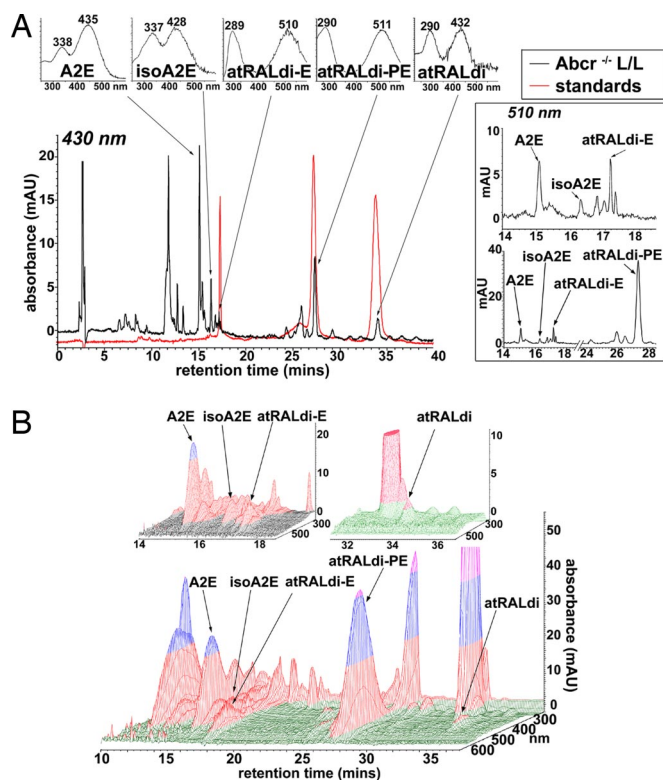 A
338 435
A2E
300 400 500 nm
337 428
isoA2E
300 400 500 nm
289 510
atRALdi-E
300 400 500 nm
290 511
atRALdi-PE
300 400 500 nm
290 432
atRALdi
300 400 500 nm
Abcr -/- L/L
standards
430 nm
absorbance (mAU)
20
15
10
5
0
0 5 10 15 20 25 30 35 40
retention time (mins)
510 nm
mAU
10
5
0
A2E
isoA2E
atRALdi-E
14 15 16 17 18
mAU
40
20
0
A2E
isoA2E
atRALdi-E
atRALdi-PE
14 16 18 24 26 28
B
A2E isoA2E atRALdi-E
20
10
0
300
500
14 16 18
atRALdi
10
5
0
300
500
32 34 36
A2E
isoA2E
atRALdi-E
atRALdi-PE
atRALdi
50
40
30
20
10
0
absorbance (mAU)
300
400
500
600
nm
10 15 20 25 30 35
retention time (mins)